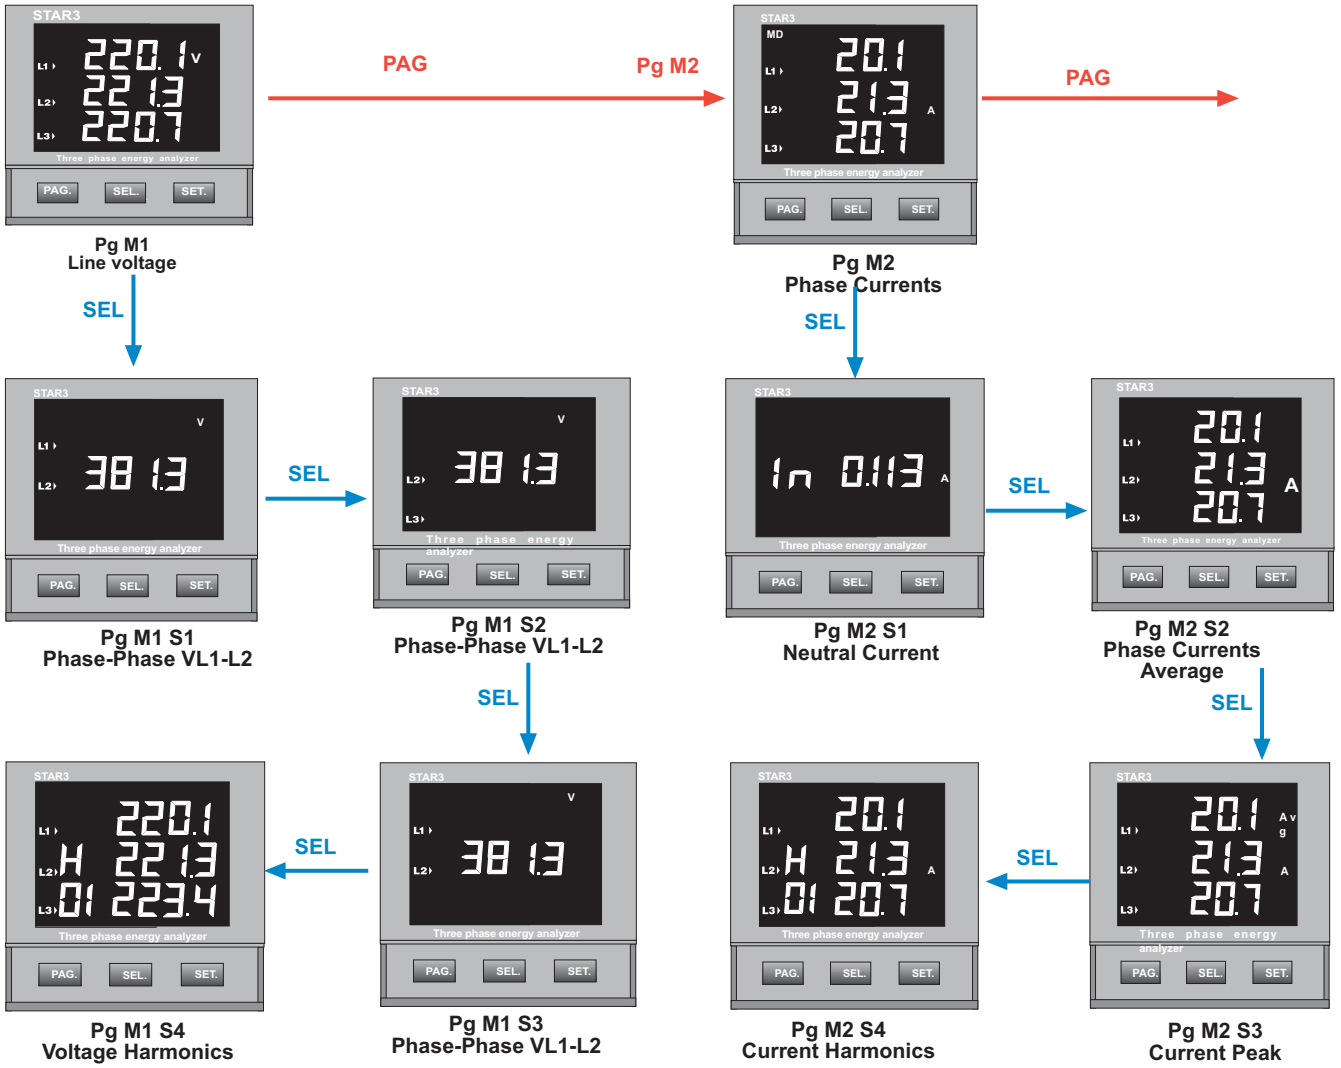 STAR3
220.1 V
L1
221.3
L2
220.7
L3
Three phase energy analyzer
PAG. SEL. SET.
Pg M1
Line voltage
PAG
Pg M2
STAR3
MD
20.1
L1
21.3
L2 A
20.7
L3
Three phase energy analyzer
PAG. SEL. SET.
Pg M2
Phase Currents
PAG
SEL
SEL
STAR3
V
L1
381.3
L2
Three phase energy analyzer
PAG. SEL. SET.
Pg M1 S1
Phase-Phase VL1-L2
SEL
STAR3
V
381.3
L2
L3
Three phase energy
analyzer
PAG. SEL. SET.
Pg M1 S2
Phase-Phase VL1-L2
STAR3
In 0.113 A
Three phase energy analyzer
PAG. SEL. SET.
Pg M2 S1
Neutral Current
SEL
STAR3
20.1
L1
21.3
L2 A
20.7
L3
Three phase energy analyzer
PAG. SEL. SET.
Pg M2 S2
Phase Currents
Average
SEL
SEL
STAR3
220.1
L1
H 221.3
L2
01 223.4
L3
Three phase energy analyzer
PAG. SEL. SET.
Pg M1 S4
Voltage Harmonics
SEL
STAR3
V
L1
381.3
L2
Three phase energy analyzer
PAG. SEL. SET.
Pg M1 S3
Phase-Phase VL1-L2
STAR3
20.1
L1
H 21.3
L2 A
01 20.7
L3
Three phase energy analyzer
PAG. SEL. SET.
Pg M2 S4
Current Harmonics
SEL
STAR3
20.1 A v
L1 g
21.3
L2 A
20.7
L3
Three phase energy
analyzer
PAG. SEL. SET.
Pg M2 S3
Current Peak